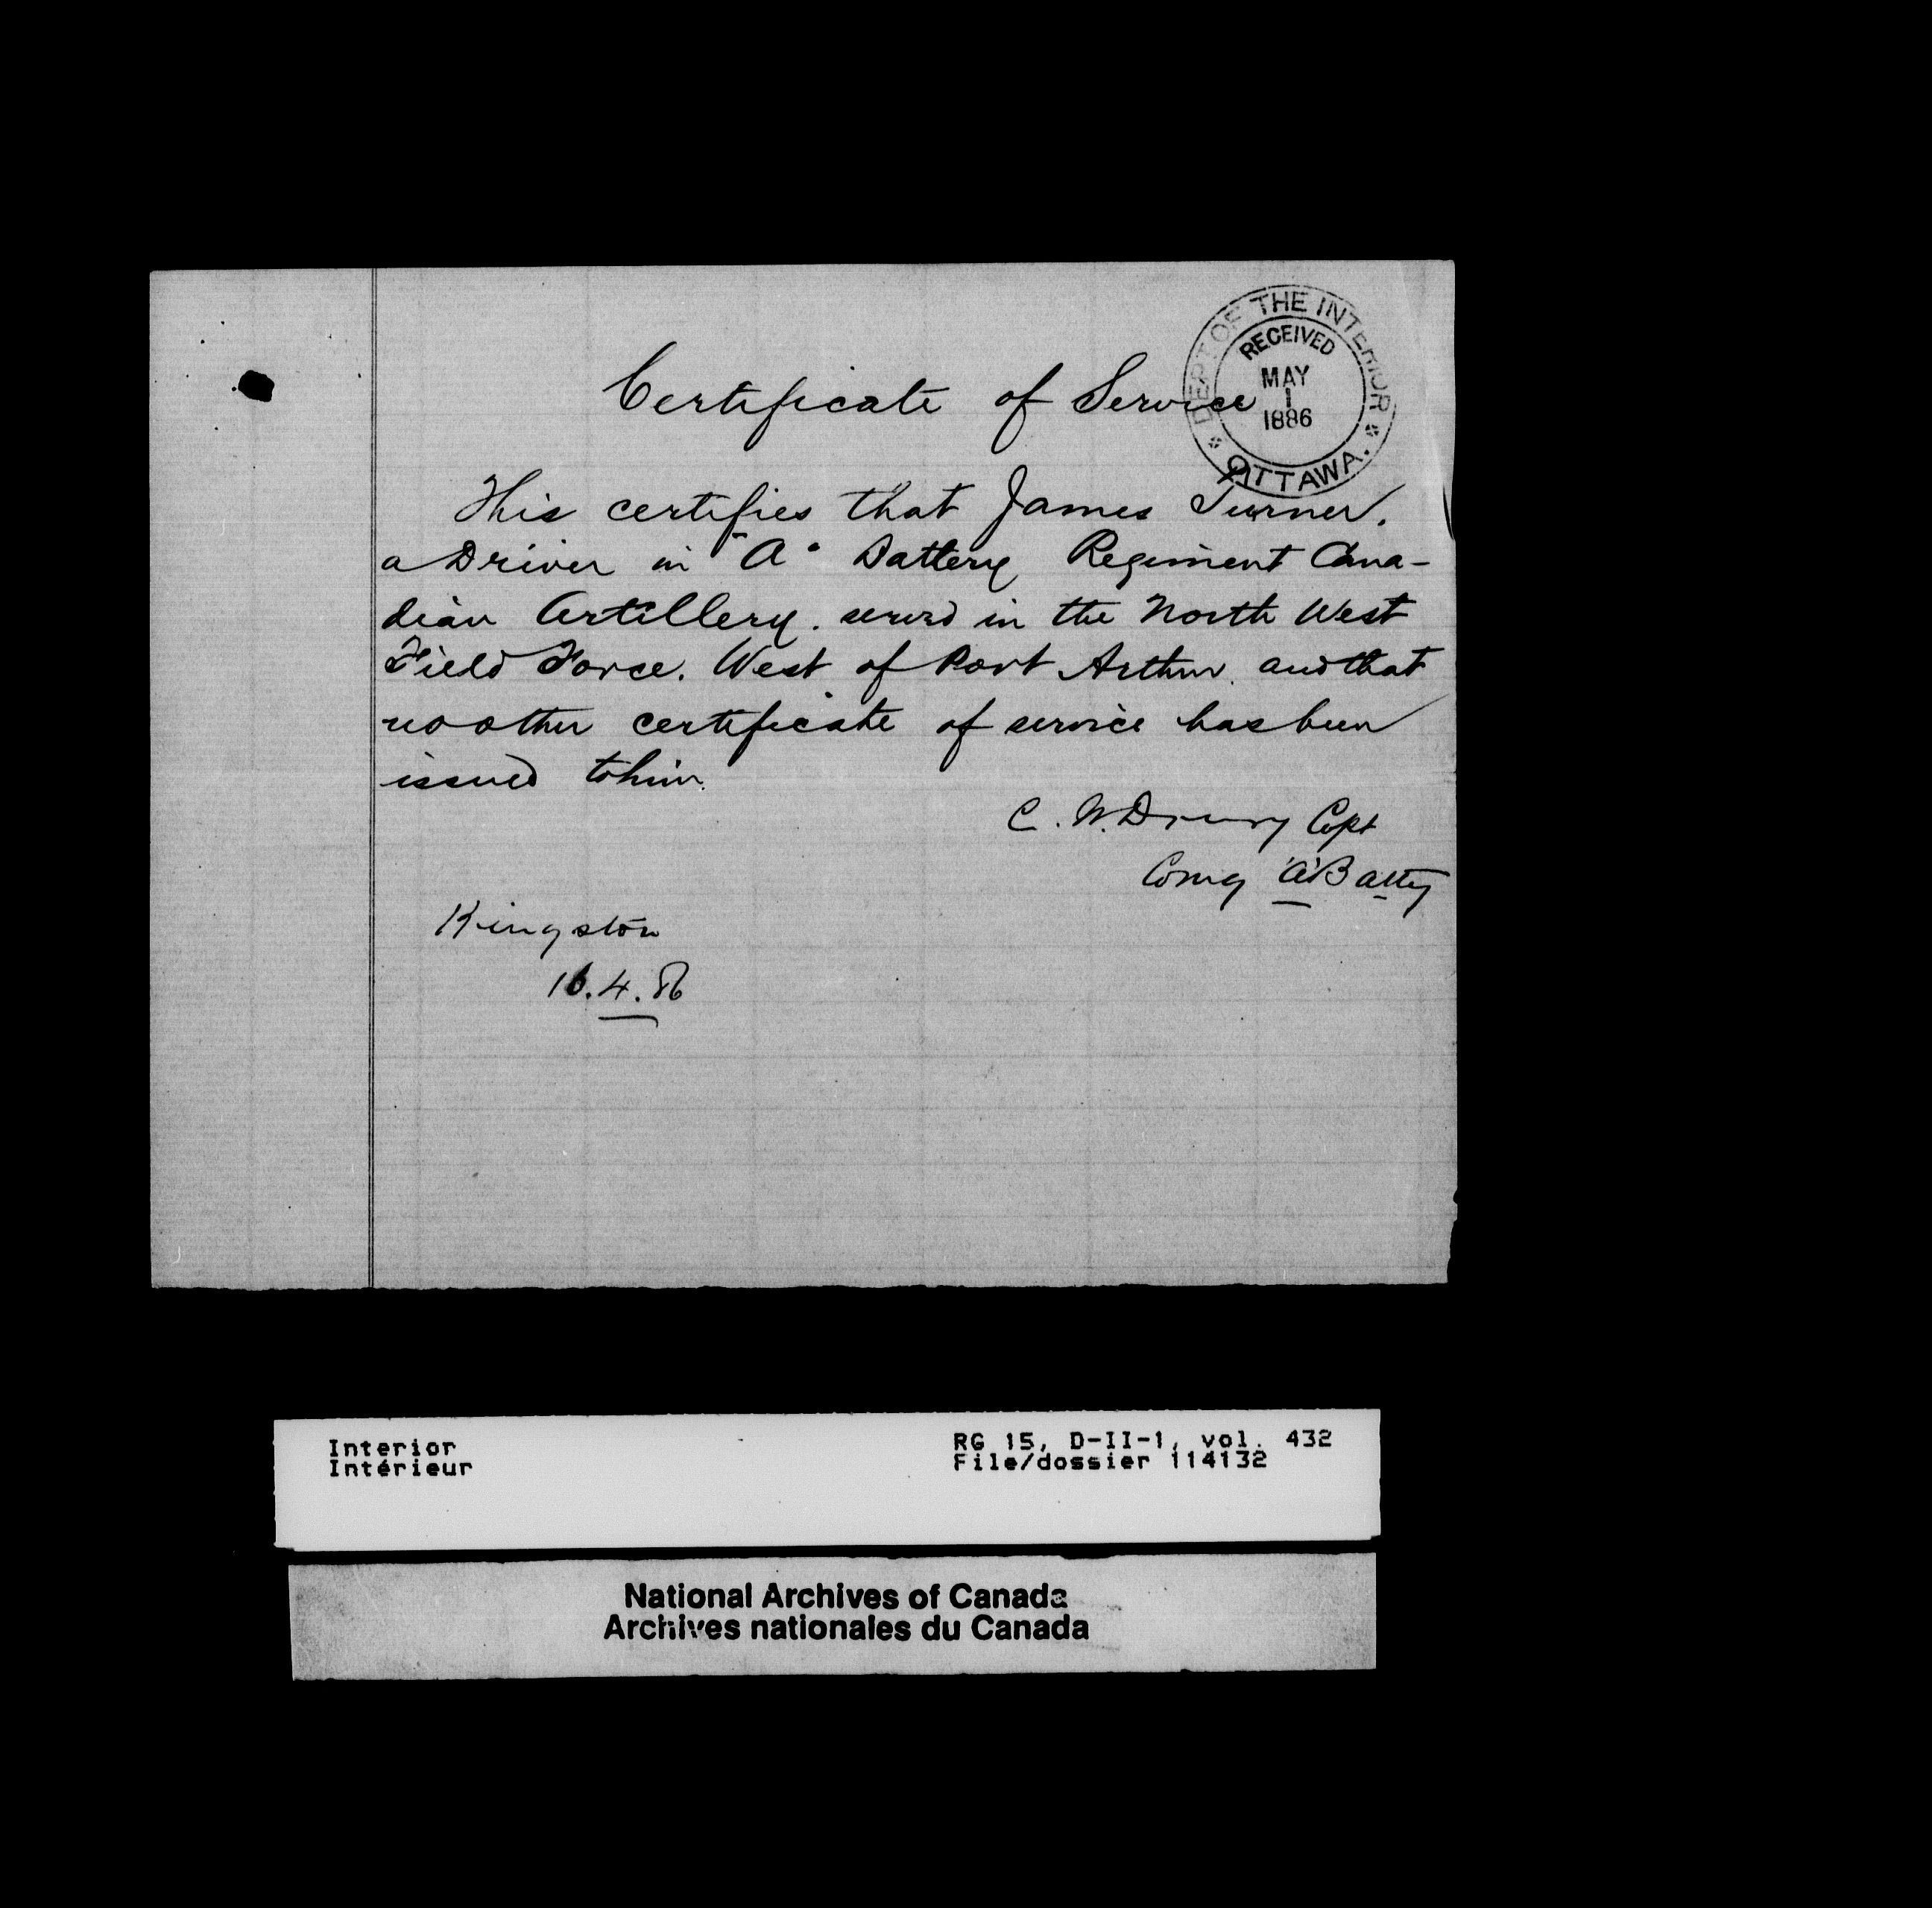 DEPT OF THE INTERIOR
RECEIVED
MAY
1
1886
OTTAWA.
Certificate of Service
This certifies that James Turner.
a Driver in "A" Battery Regiment Cana-
dian Artillery. served in the North West
Field Force. West of Port Arthur. and that
no other certificate of service has been
issued to him.
C. W. Drury Capt
Comg 'A' Batty
Kingston
16.4.86
Interior
Intérieur
RG 15, D-II-1, vol. 432
File/dossier 114132
National Archives of Canada
Archives nationales du Canada